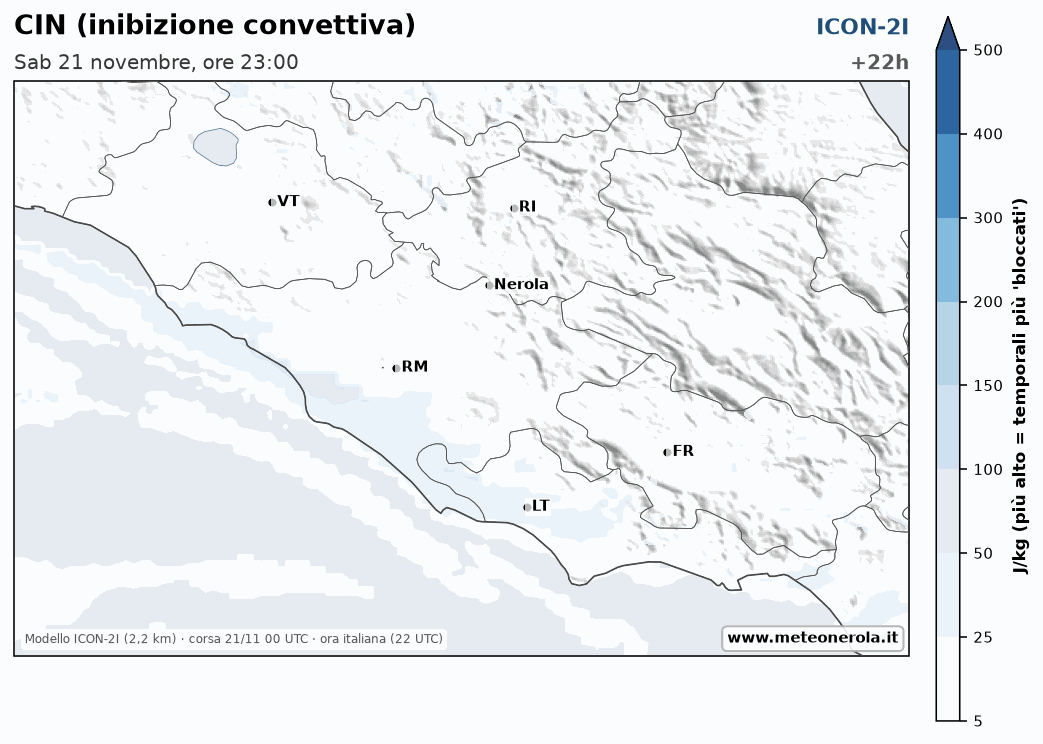 CIN (inibizione convettiva)
ICON-2I
Sab 21 novembre, ore 23:00
+22h
VT
RI
Nerola
RM
FR
LT
Modello ICON-2I (2,2 km) · corsa 21/11 00 UTC · ora italiana (22 UTC)
www.meteonerola.it
500
400
300
200
150
100
50
25
5
J/kg (più alto = temporali più 'bloccati')